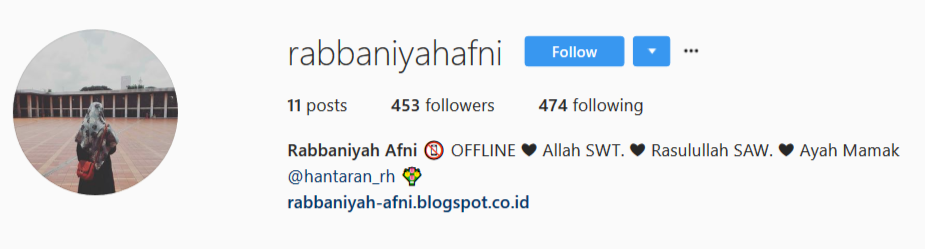 rabbaniyahafni Follow
11 posts 453 followers 474 following
Rabbaniyah Afni 📵 OFFLINE ♥ Allah SWT. ♥ Rasulullah SAW. ♥ Ayah Mamak
@hantaran_rh 💐
rabbaniyah-afni.blogspot.co.id